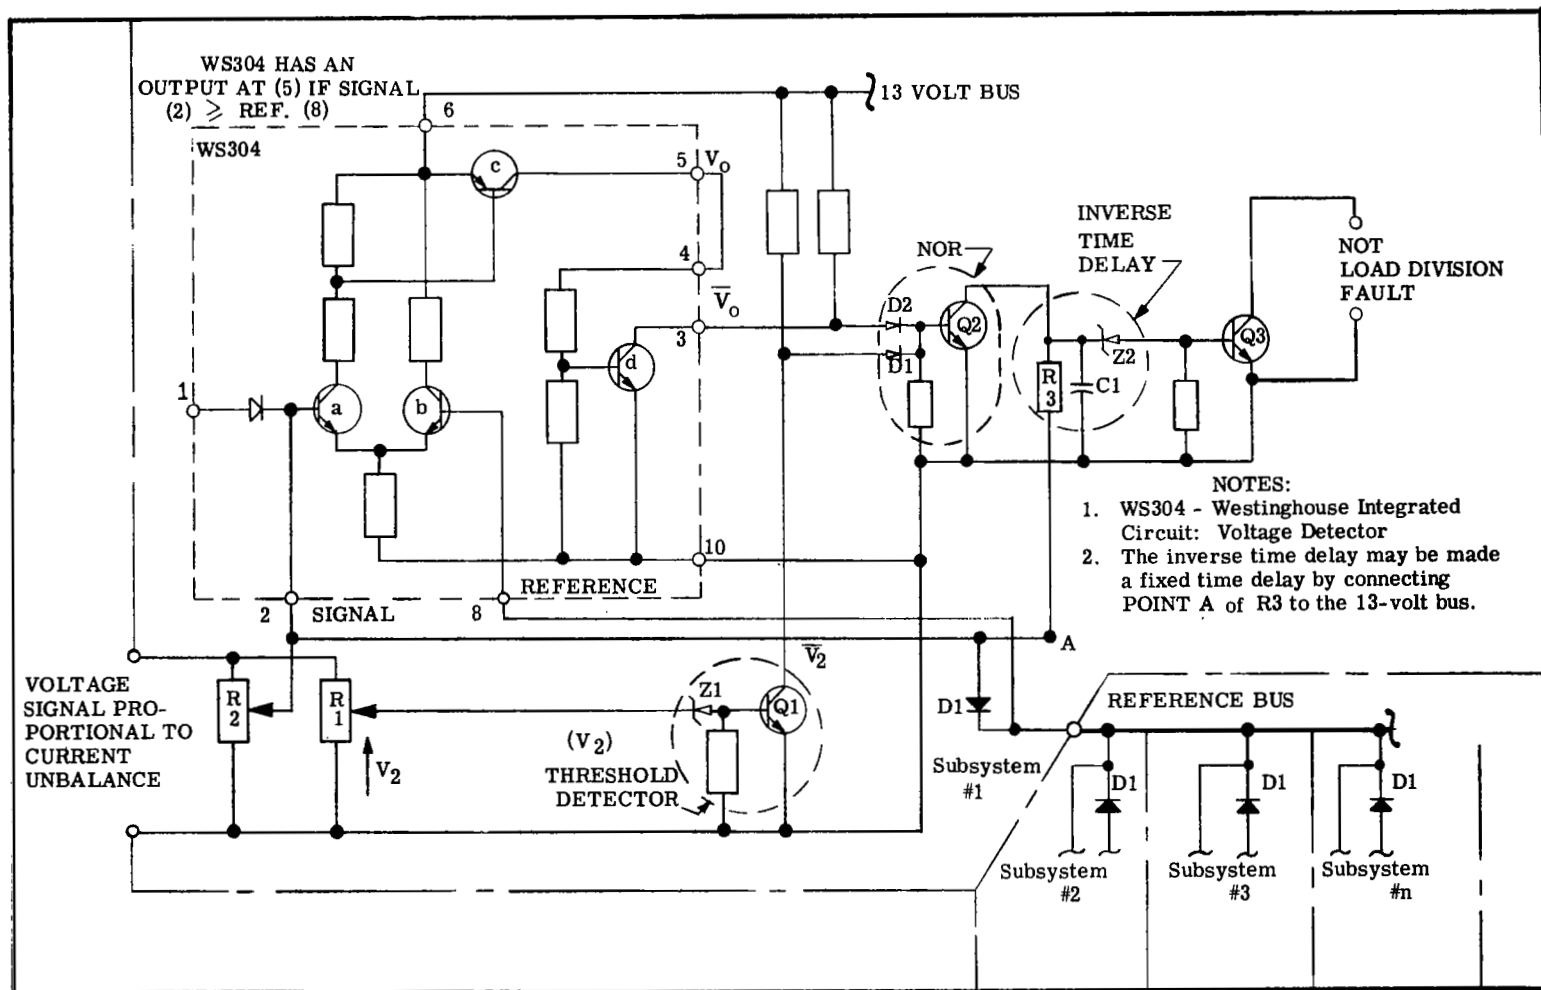 WS304 HAS AN
OUTPUT AT (5) IF SIGNAL
(2) ≥ REF. (8)
6
13 VOLT BUS
WS304
c
5 Vo
4
V̅o
3
d
1
a
b
10
REFERENCE
2 SIGNAL
8
NOR
D2
D1
Q2
INVERSE
TIME
DELAY
R
3
C1
Z2
Q3
NOT
LOAD DIVISION
FAULT
NOTES:
1. WS304 - Westinghouse Integrated
Circuit: Voltage Detector
2. The inverse time delay may be made
a fixed time delay by connecting
POINT A of R3 to the 13-volt bus.
A
V̅2
VOLTAGE
SIGNAL PRO-
PORTIONAL TO
CURRENT
UNBALANCE
R
2
R
1
V2
Z1
Q1
(V2)
THRESHOLD
DETECTOR
D1
REFERENCE BUS
Subsystem
#1
D1
Subsystem
#2
D1
Subsystem
#3
D1
Subsystem
#n